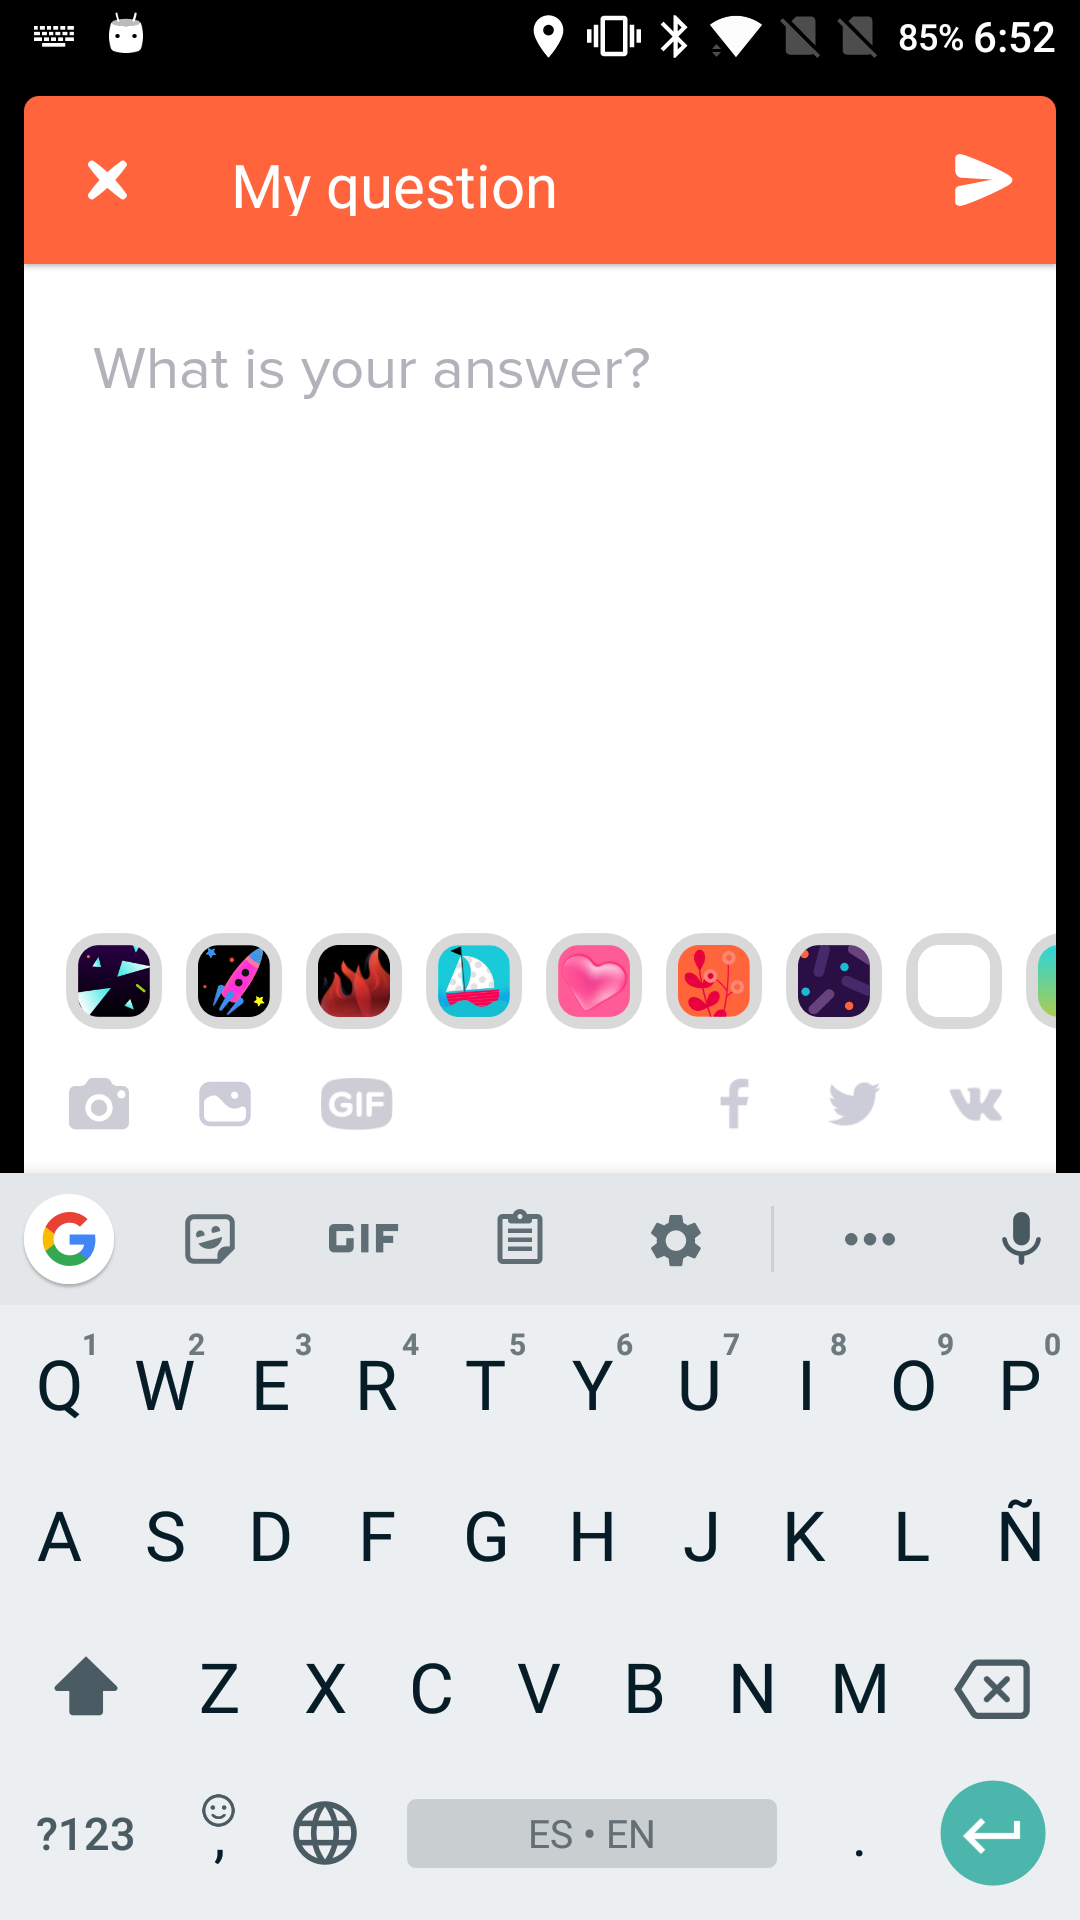 85% 6:52
My question
What is your answer?
GIF
GIF
1 2 3 4 5 6 7 8 9 0
Q W E R T Y U I O P
A S D F G H J K L Ñ
Z X C V B N M
?123 , ES • EN .